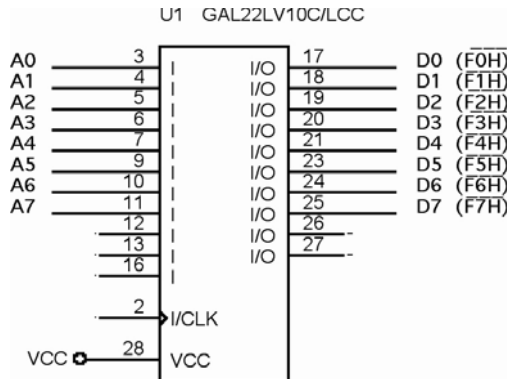 U1 GAL22LV10C/LCC
A0 3 I I/O 17 D0 (F0H)
A1 4 I I/O 18 D1 (F1H)
A2 5 I I/O 19 D2 (F2H)
A3 6 I I/O 20 D3 (F3H)
A4 7 I I/O 21 D4 (F4H)
A5 9 I I/O 23 D5 (F5H)
A6 10 I I/O 24 D6 (F6H)
A7 11 I I/O 25 D7 (F7H)
12 I I/O 26
13 I I/O 27
16 I
2 I/CLK
VCC 28 VCC